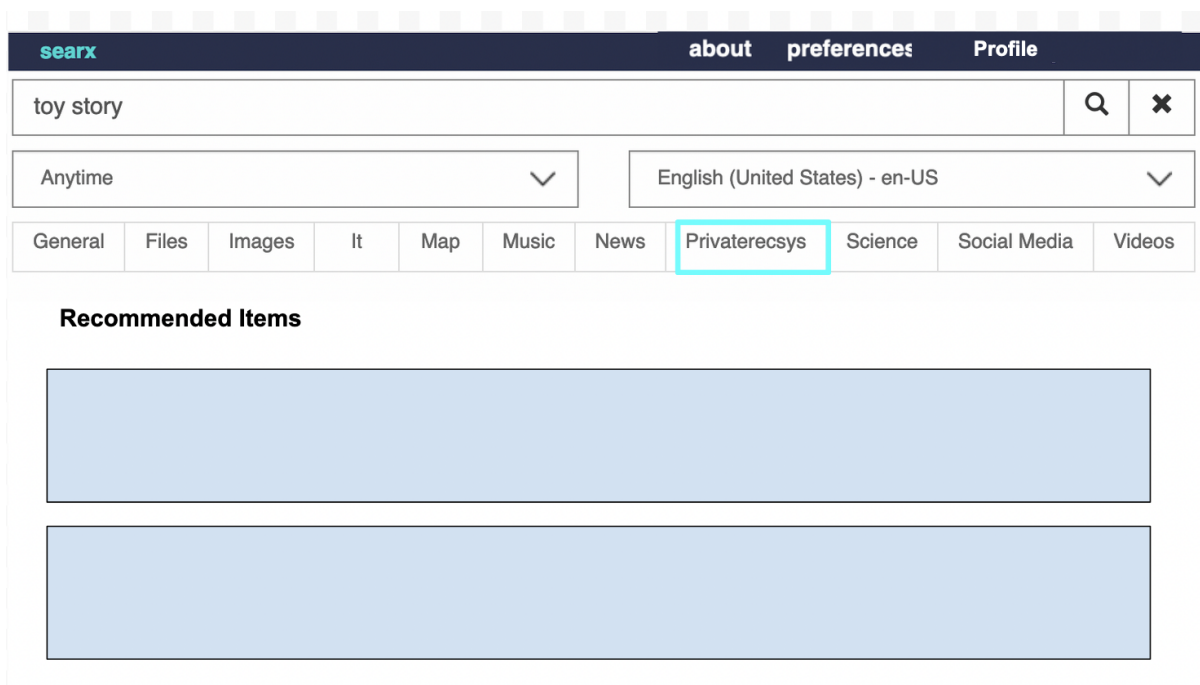 searx about preferences Profile
toy story
Anytime English (United States) - en-US
General Files Images It Map Music News Privaterecsys Science Social Media Videos
Recommended Items